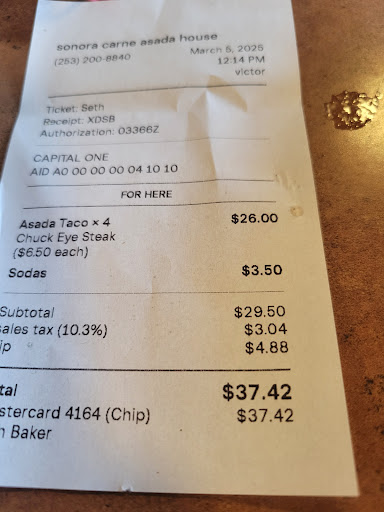 sonora carne asada house
(253) 200-8840 March 5, 2025
12:14 PM
victor
Ticket: Seth
Receipt: XDSB
Authorization: 03366Z
CAPITAL ONE
AID A0 00 00 00 04 10 10
FOR HERE
Asada Taco × 4 $26.00
Chuck Eye Steak
($6.50 each)
Sodas $3.50
Subtotal $29.50
ales tax (10.3%) $3.04
ip $4.88
tal $37.42
stercard 4164 (Chip) $37.42
n Baker